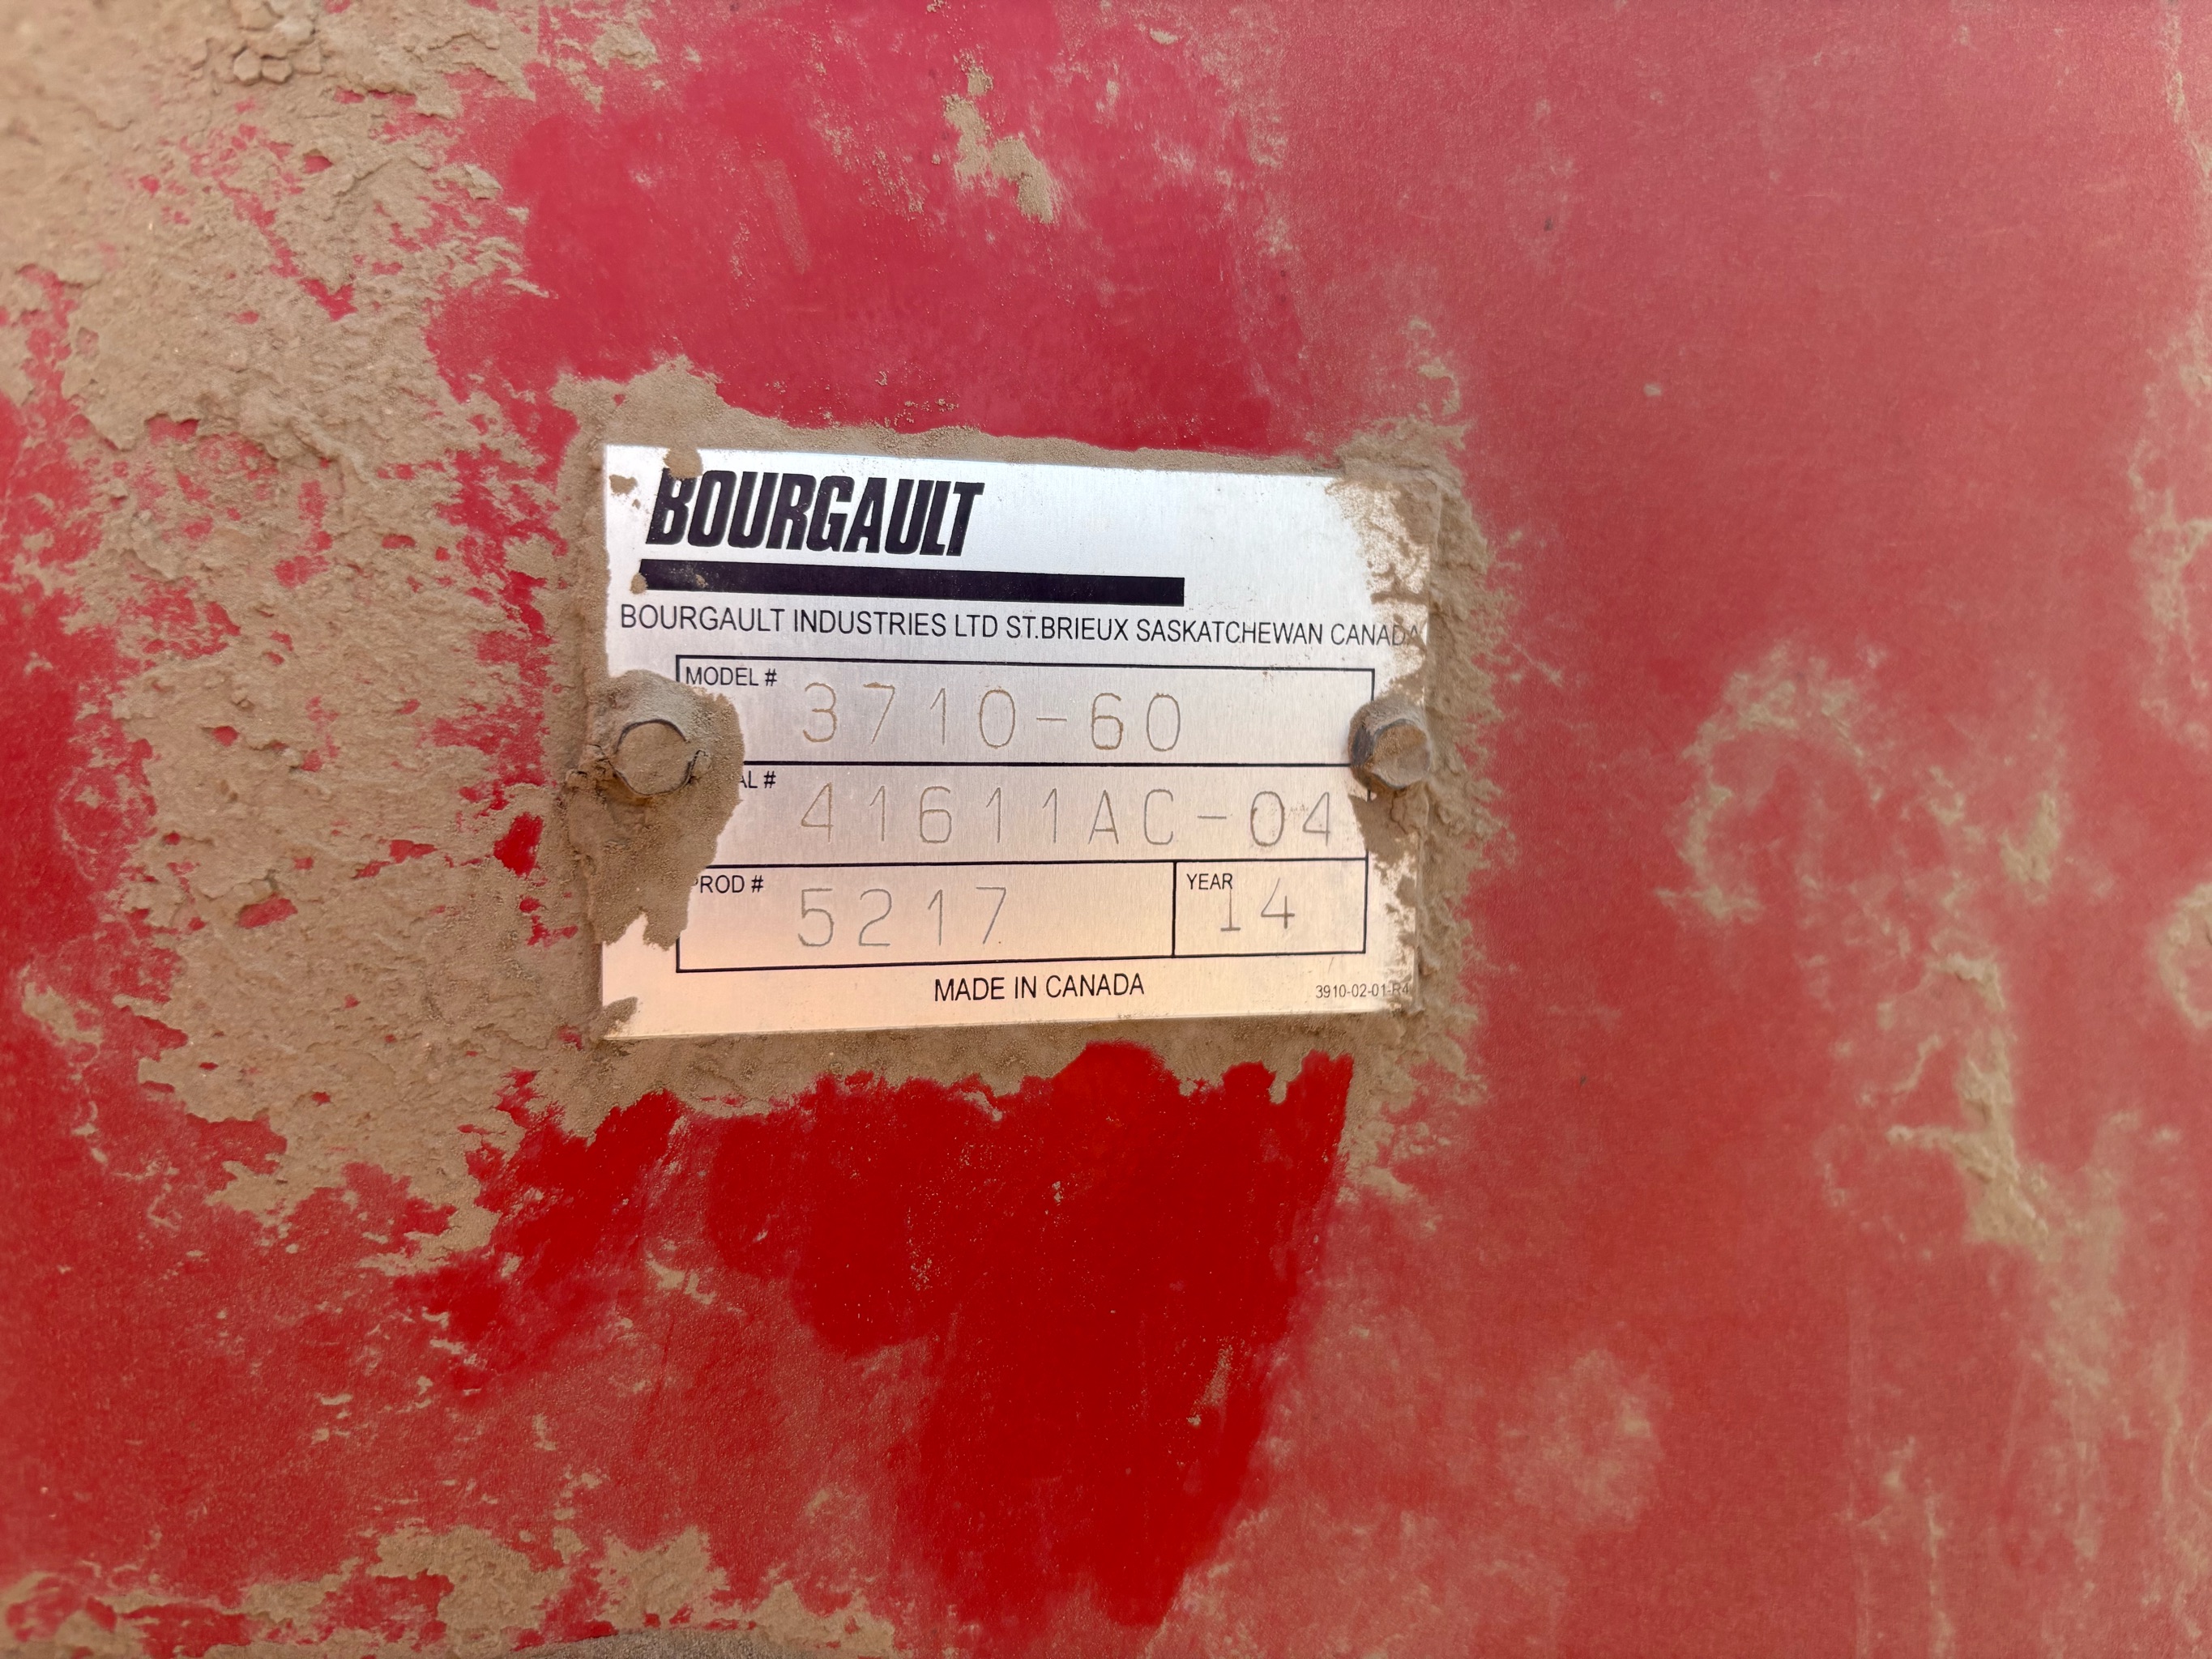 BOURGAULT
BOURGAULT INDUSTRIES LTD ST.BRIEUX SASKATCHEWAN CANADA
MODEL # 3710-60
AL # 41611AC-04
PROD # 5217 YEAR 14
MADE IN CANADA
3910-02-01-R4